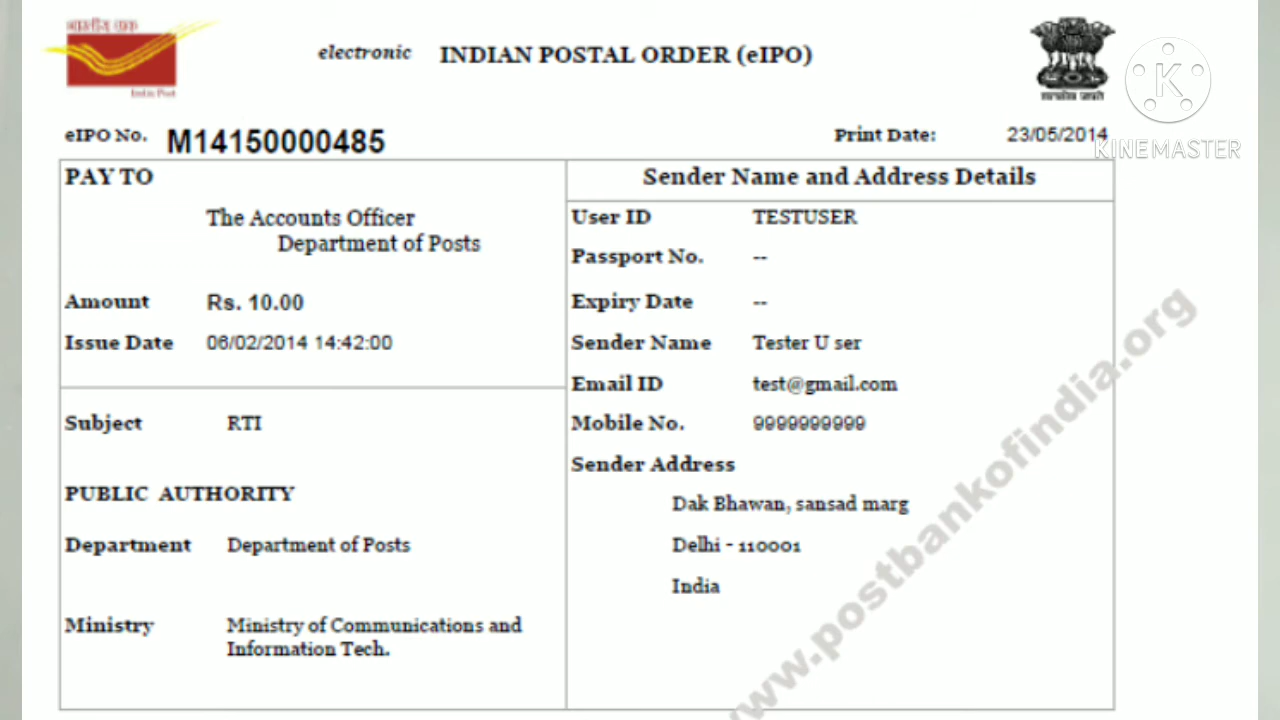 भारतीय डाक
India Post
electronic INDIAN POSTAL ORDER (eIPO)
सत्यमेव जयते
K
KINEMASTER
eIPO No. M14150000485
Print Date: 23/05/2014
PAY TO
The Accounts Officer
Department of Posts
Amount Rs. 10.00
Issue Date 06/02/2014 14:42:00
Subject RTI
PUBLIC AUTHORITY
Department Department of Posts
Ministry Ministry of Communications and
Information Tech.
Sender Name and Address Details
User ID TESTUSER
Passport No. --
Expiry Date --
Sender Name Tester U ser
Email ID test@gmail.com
Mobile No. 9999999999
Sender Address
Dak Bhawan, sansad marg
Delhi - 110001
India
www.postbankofindia.org